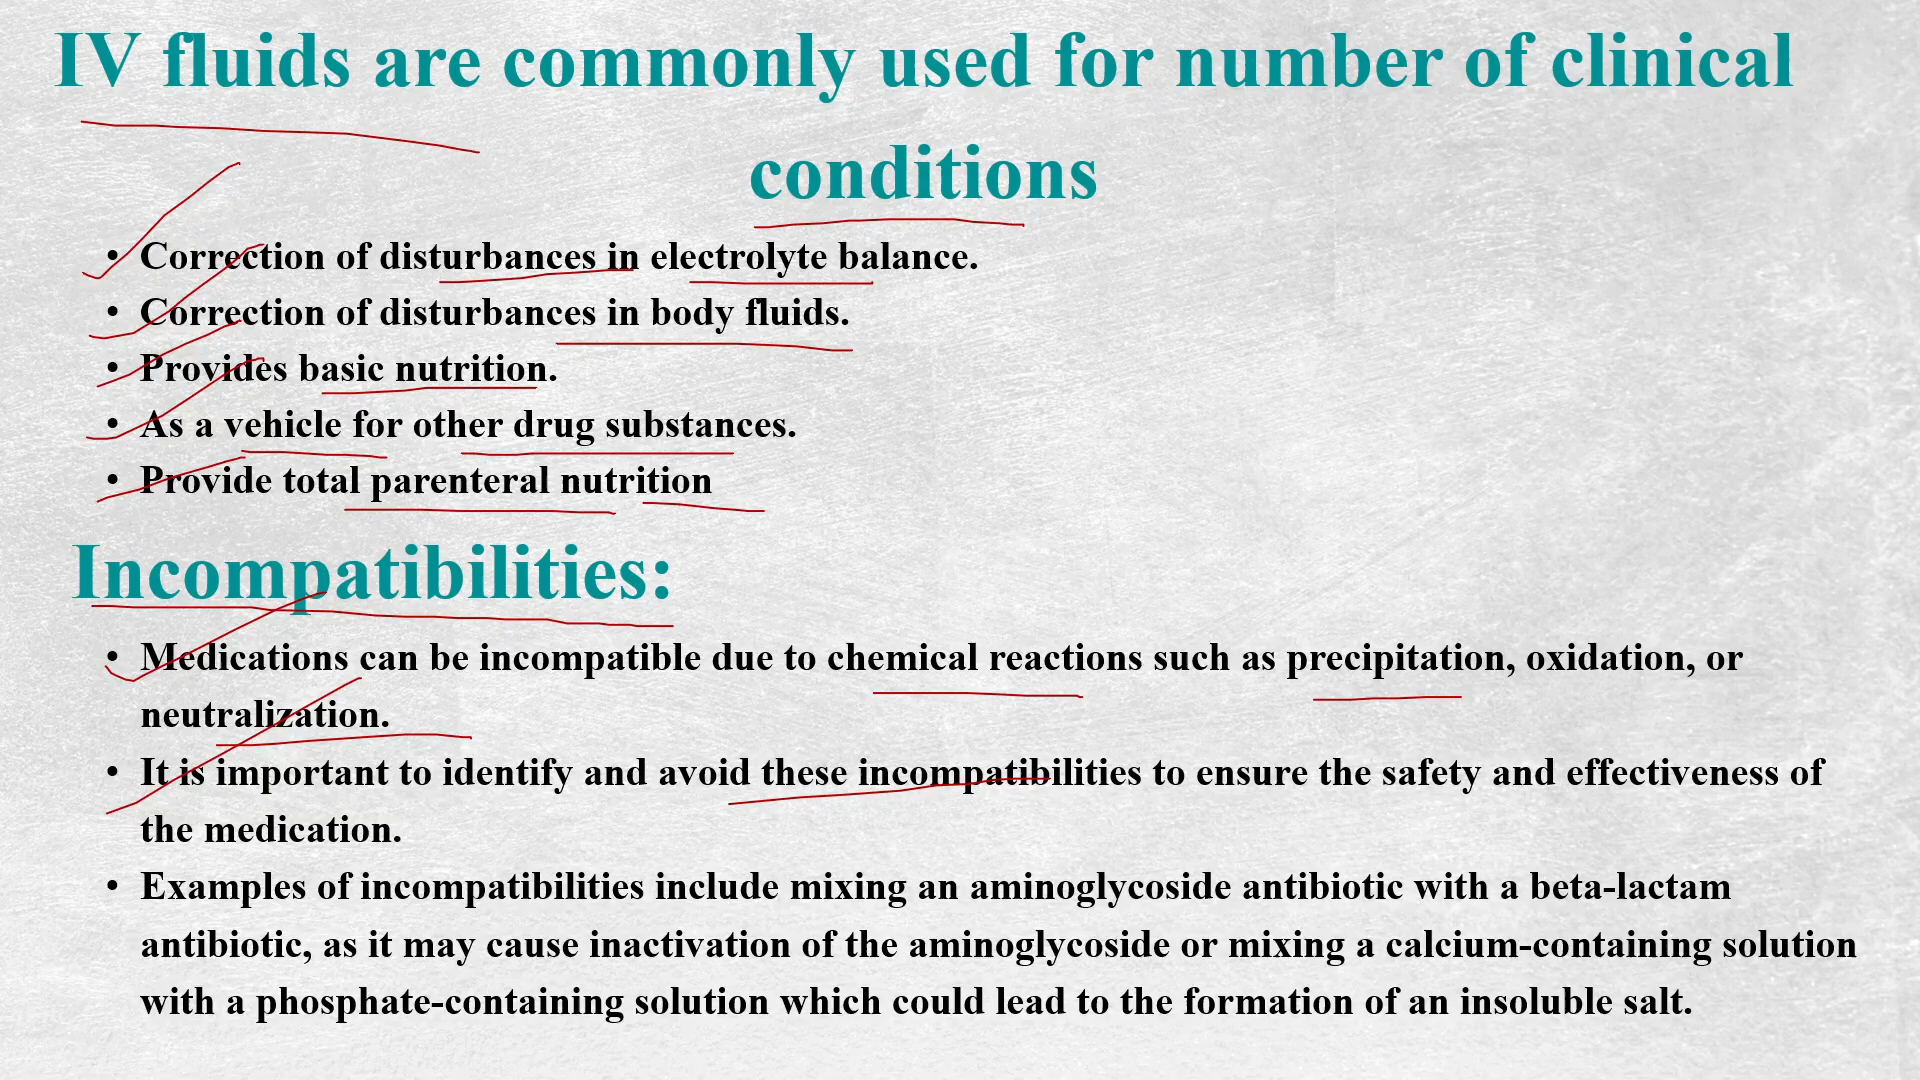 IV fluids are commonly used for number of clinical
conditions
• Correction of disturbances in electrolyte balance.
• Correction of disturbances in body fluids.
• Provides basic nutrition.
• As a vehicle for other drug substances.
• Provide total parenteral nutrition
Incompatibilities:
• Medications can be incompatible due to chemical reactions such as precipitation, oxidation, or
neutralization.
• It is important to identify and avoid these incompatibilities to ensure the safety and effectiveness of
the medication.
• Examples of incompatibilities include mixing an aminoglycoside antibiotic with a beta-lactam
antibiotic, as it may cause inactivation of the aminoglycoside or mixing a calcium-containing solution
with a phosphate-containing solution which could lead to the formation of an insoluble salt.